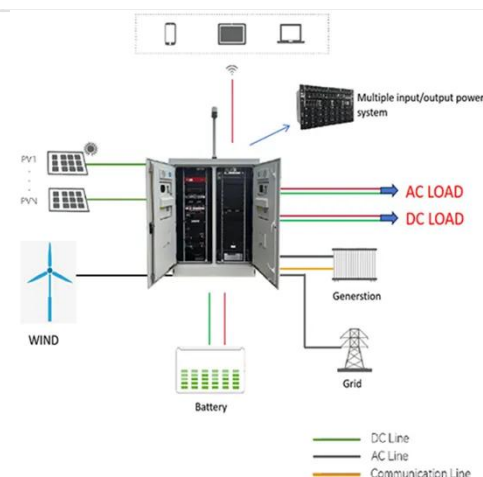 Multiple input/output power
system
PV1
PVN
AC LOAD
DC LOAD
WIND
Generstion
Grid
Battery
DC Line
AC Line
Communication Line